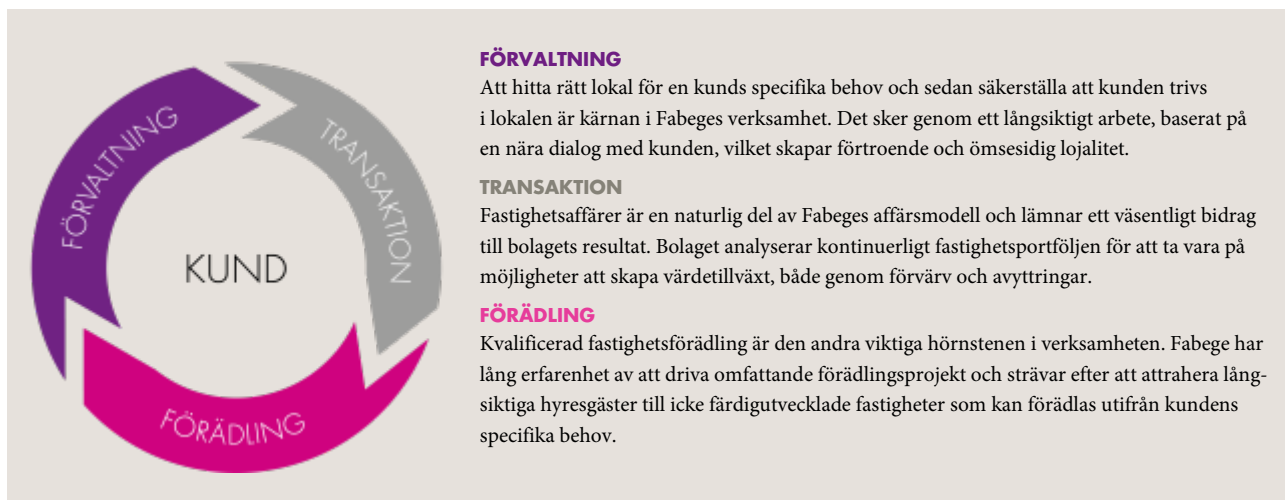 FÖRVALTNING
TRANSAKTION
KUND
FÖRÄDLING
FÖRVALTNING
Att hitta rätt lokal för en kunds specifika behov och sedan säkerställa att kunden trivs
i lokalen är kärnan i Fabeges verksamhet. Det sker genom ett långsiktigt arbete, baserat på
en nära dialog med kunden, vilket skapar förtroende och ömsesidig lojalitet.
TRANSAKTION
Fastighetsaffärer är en naturlig del av Fabeges affärsmodell och lämnar ett väsentligt bidrag
till bolagets resultat. Bolaget analyserar kontinuerligt fastighetsportföljen för att ta vara på
möjligheter att skapa värdetillväxt, både genom förvärv och avyttringar.
FÖRÄDLING
Kvalificerad fastighetsförädling är den andra viktiga hörnstenen i verksamheten. Fabege har
lång erfarenhet av att driva omfattande förädlingsprojekt och strävar efter att attrahera lång-
siktiga hyresgäster till icke färdigutvecklade fastigheter som kan förädlas utifrån kundens
specifika behov.